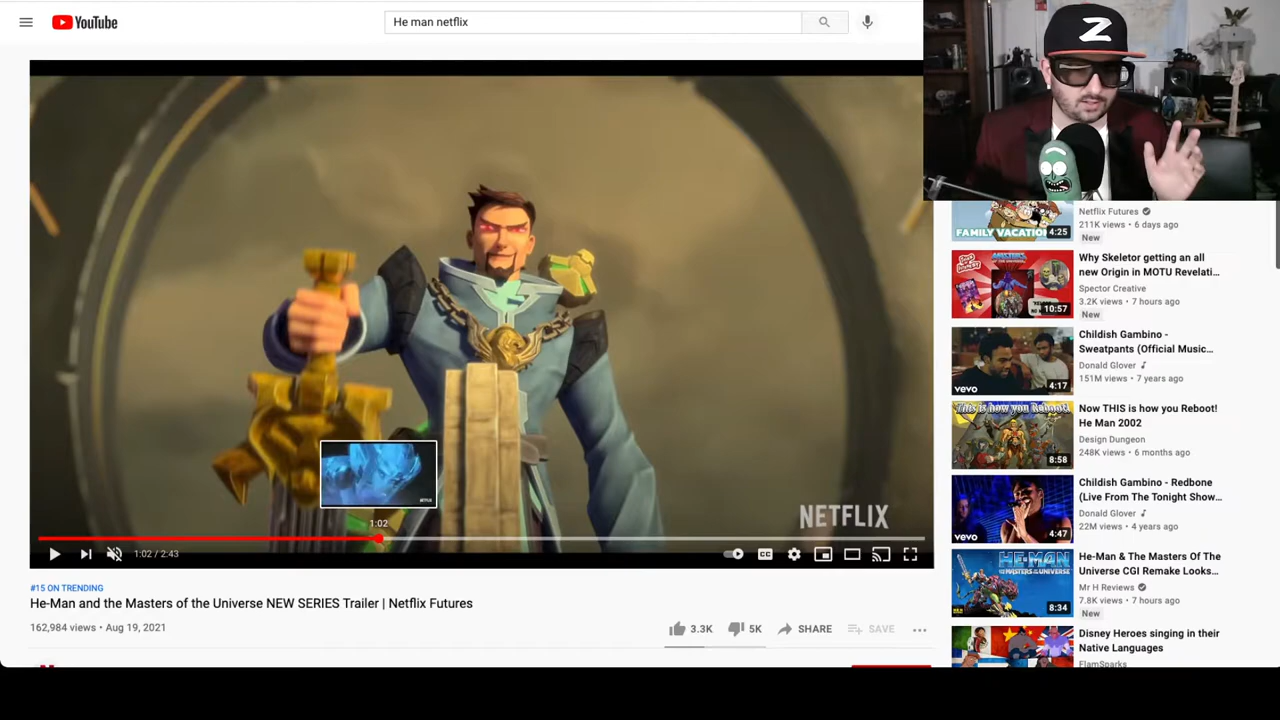 YouTube
He man netflix
Z
NETFLIX
1:02
1:02 / 2:43
CC
#15 ON TRENDING
He-Man and the Masters of the Universe NEW SERIES Trailer | Netflix Futures
162,984 views • Aug 19, 2021
3.3K
5K
SHARE
SAVE
FAMILY VACATION
4:25
Netflix Futures
211K views • 6 days ago
New
10:57
Why Skeletor getting an all
new Origin in MOTU Revelati...
Spector Creative
3.2K views • 7 hours ago
New
vevo
4:17
Childish Gambino -
Sweatpants (Official Music...
Donald Glover
151M views • 7 years ago
This is how you Reboot!
8:58
Now THIS is how you Reboot!
He Man 2002
Design Dungeon
248K views • 6 months ago
vevo
4:47
Childish Gambino - Redbone
(Live From The Tonight Show...
Donald Glover
22M views • 4 years ago
HE-MAN
8:34
He-Man & The Masters Of The
Universe CGI Remake Looks...
Mr H Reviews
7.8K views • 7 hours ago
New
Disney Heroes singing in their
Native Languages
FlamSparks